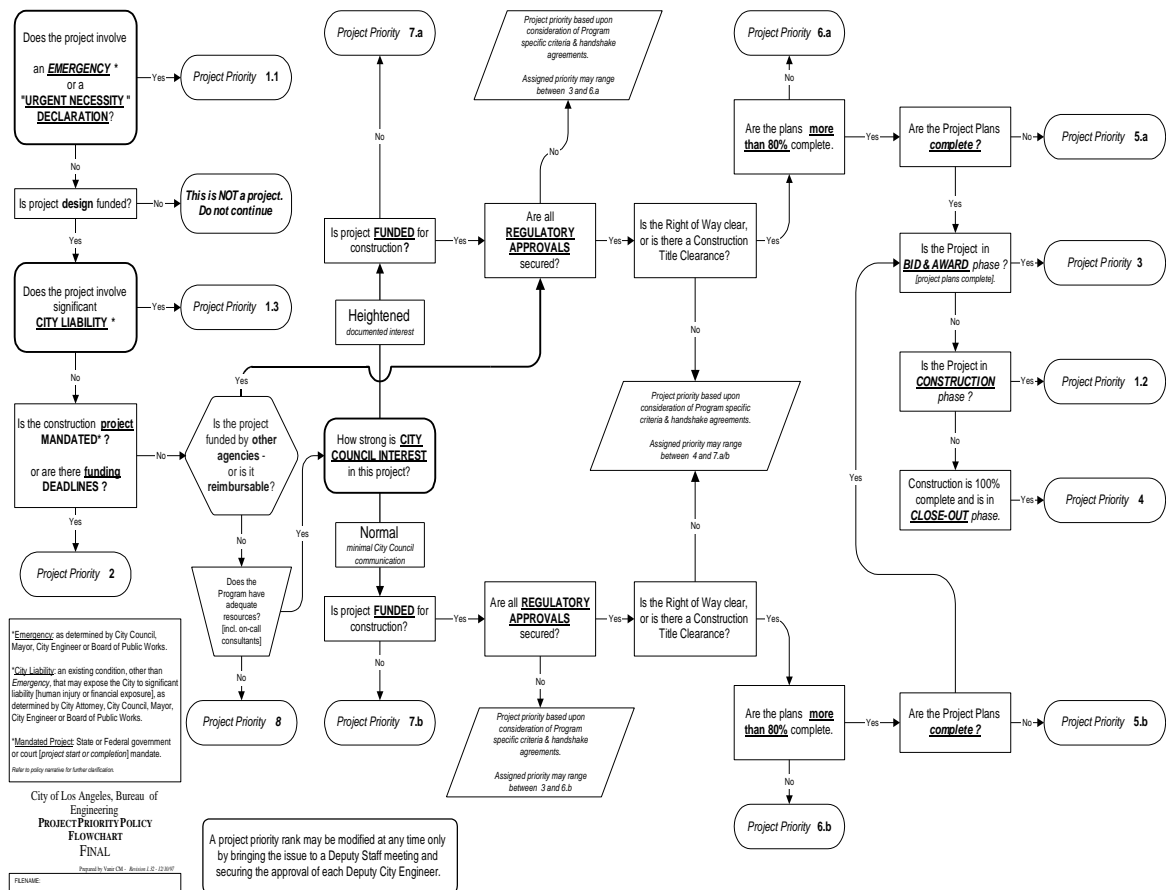 Does the project involve
an EMERGENCY *
or a
"URGENT NECESSITY "
DECLARATION?
Yes
Project Priority 1.1
No
Is project design funded?
No
This is NOT a project.
Do not continue
Yes
Does the project involve
significant
CITY LIABILITY *
Yes
Project Priority 1.3
No
Is the construction project
MANDATED* ?
or are there funding
DEADLINES ?
No
Yes
Project Priority 2
Is the project
funded by other
agencies -
or is it
reimbursable?
Yes
No
Does the
Program have
adequate
resources?
[incl. on-call
consultants]
Yes
No
Project Priority 8
How strong is CITY
COUNCIL INTEREST
in this project?
Heightened
documented interest
Is project FUNDED for
construction?
No
Project Priority 7.a
Yes
Are all
REGULATORY
APPROVALS
secured?
No
Project priority based upon
consideration of Program
specific criteria & handshake
agreements.
Assigned priority may range
between 3 and 6.a
Yes
Is the Right of Way clear,
or is there a Construction
Title Clearance?
Yes
No
Project priority based upon
consideration of Program specific
criteria & handshake agreements.
Assigned priority may range
between 4 and 7.a/b
No
Are the plans more
than 80% complete.
No
Project Priority 6.a
Yes
Are the Project Plans
complete ?
No
Project Priority 5.a
Yes
Is the Project in
BID & AWARD phase ?
[project plans complete].
Yes
Project Priority 3
No
Is the Project in
CONSTRUCTION
phase ?
Yes
Project Priority 1.2
No
Construction is 100%
complete and is in
CLOSE-OUT phase.
Yes
Project Priority 4
Normal
minimal City Council
communication
Is project FUNDED for
construction?
No
Project Priority 7.b
Yes
Are all REGULATORY
APPROVALS
secured?
No
Project priority based upon
consideration of Program
specific criteria & handshake
agreements.
Assigned priority may range
between 3 and 6.b
Yes
Is the Right of Way clear,
or is there a Construction
Title Clearance?
Yes
Are the plans more
than 80% complete.
No
Project Priority 6.b
Yes
Are the Project Plans
complete ?
No
Project Priority 5.b
Yes
*Emergency: as determined by City Council,
Mayor, City Engineer or Board of Public Works.
*City Liability: an existing condition, other than
Emergency, that may expose the City to significant
liability [human injury or financial exposure], as
determined by City Attorney, City Council, Mayor,
City Engineer or Board of Public Works.
*Mandated Project: State or Federal government
or court [project start or completion] mandate.
Refer to policy narrative for further clarification.
City of Los Angeles, Bureau of
Engineering
PROJECT PRIORITY POLICY
FLOWCHART
FINAL
Prepared by Vanir CM - Revision 1.32 - 12/30/97
FILENAME:
A project priority rank may be modified at any time only
by bringing the issue to a Deputy Staff meeting and
securing the approval of each Deputy City Engineer.